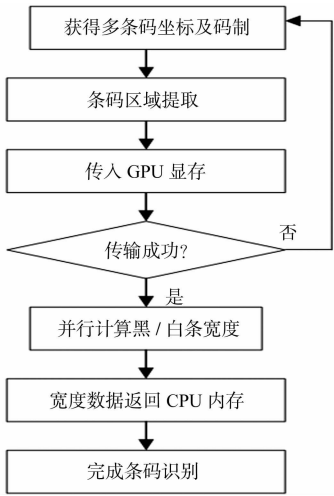 获得多条码坐标及码制
条码区域提取
传入 GPU 显存
传输成功?
否
是
并行计算黑 / 白条宽度
宽度数据返回 CPU 内存
完成条码识别